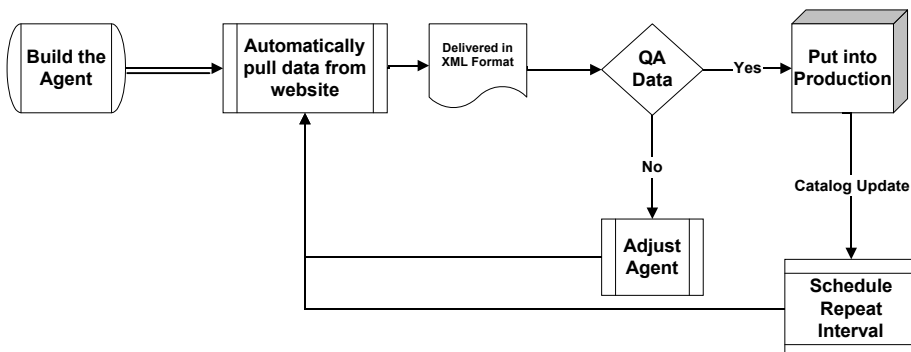 Build the
Agent
Automatically
pull data from
website
Delivered in
XML Format
QA
Data
Yes
Put into
Production
No
Catalog Update
Adjust
Agent
Schedule
Repeat
Interval